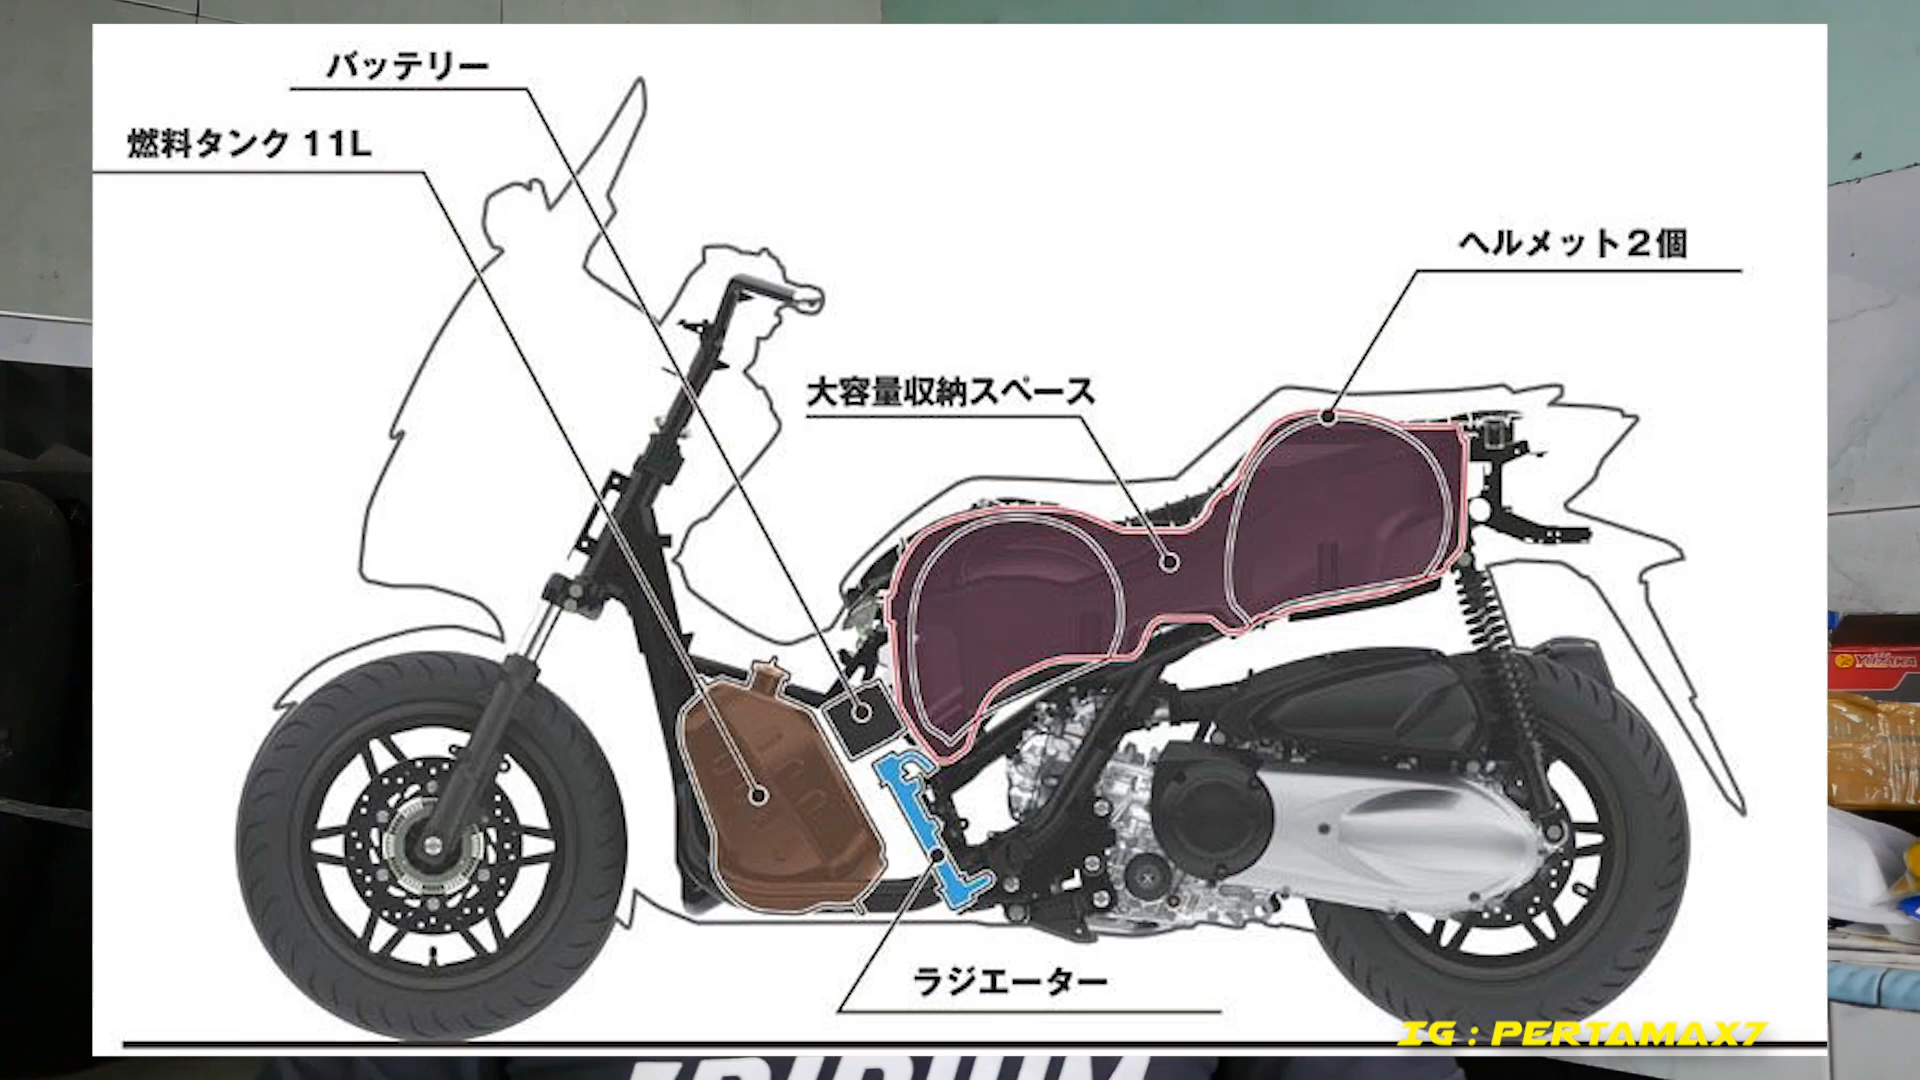 バッテリー
燃料タンク 11L
ヘルメット2個
大容量収納スペース
ラジエーター
YUZAKA
IG : PERTAMAX7